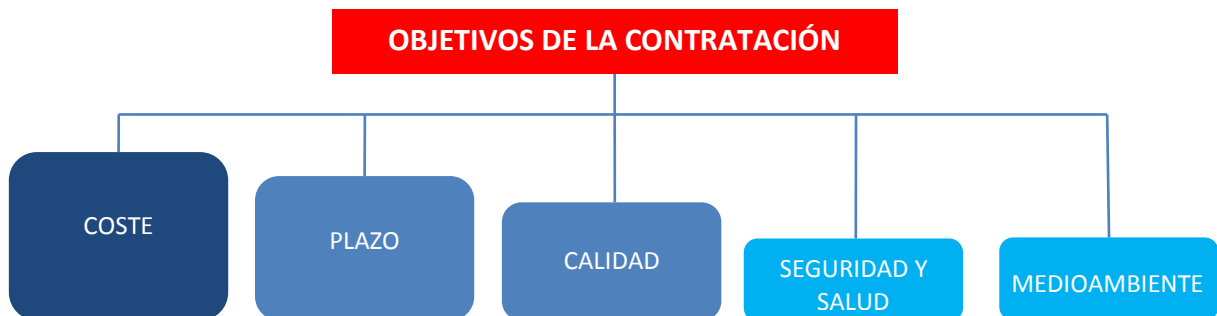 OBJETIVOS DE LA CONTRATACIÓN
COSTE
PLAZO
CALIDAD
SEGURIDAD Y
SALUD
MEDIOAMBIENTE